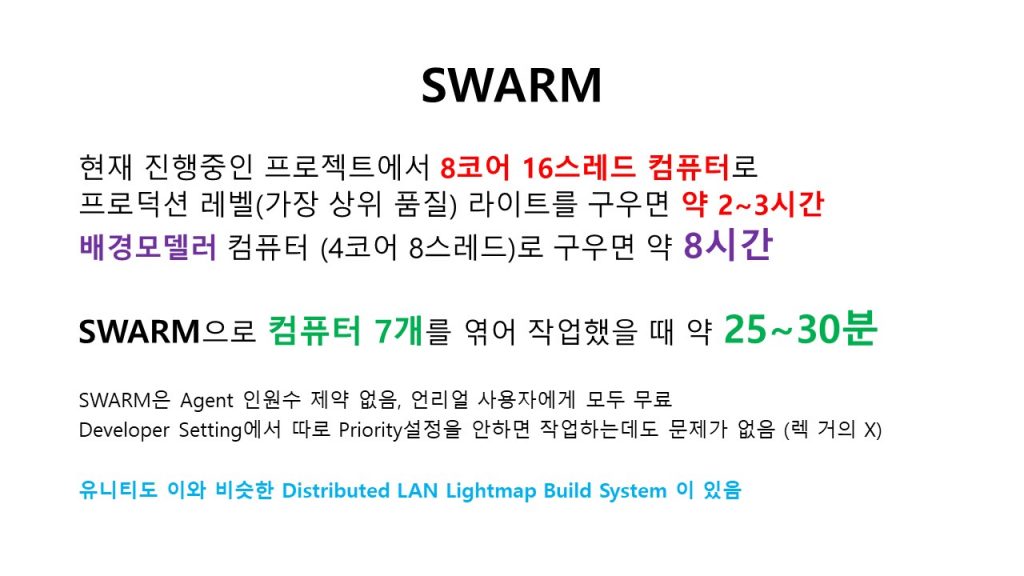 SWARM
현재 진행중인 프로젝트에서 8코어 16스레드 컴퓨터로
프로덕션 레벨(가장 상위 품질) 라이트를 구우면 약 2~3시간
배경모델러 컴퓨터 (4코어 8스레드)로 구우면 약 8시간
SWARM으로 컴퓨터 7개를 엮어 작업했을 때 약 25~30분
SWARM은 Agent 인원수 제약 없음, 언리얼 사용자에게 모두 무료
Developer Setting에서 따로 Priority설정을 안하면 작업하는데도 문제가 없음 (렉 거의 X)
유니티도 이와 비슷한 Distributed LAN Lightmap Build System 이 있음